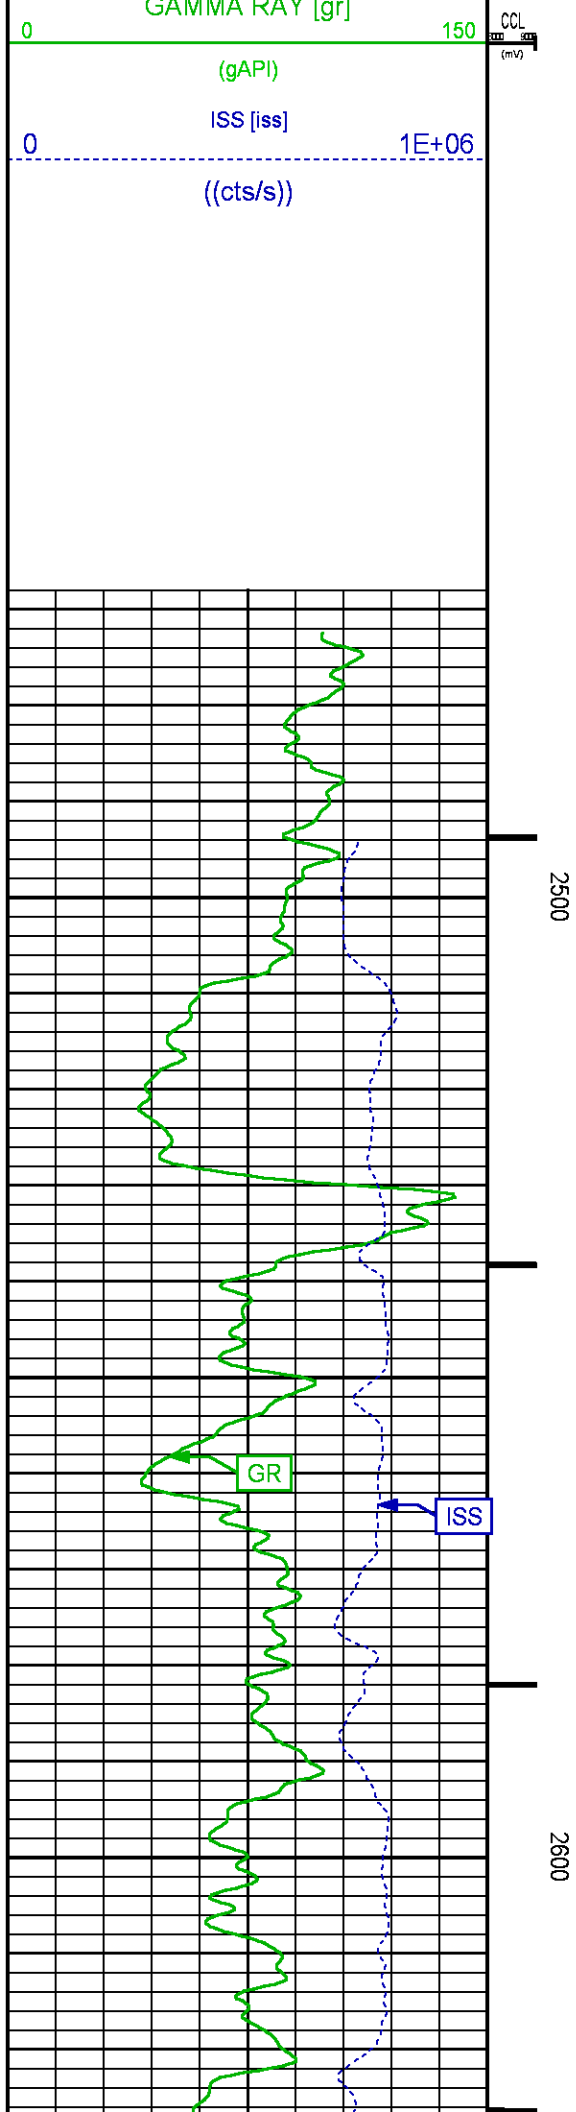 GAMMA RAY [gr]
0 150
(gAPI)
CCL
(mV)
ISS [iss]
0 1E+06
((cts/s))
2500
GR
ISS
2600